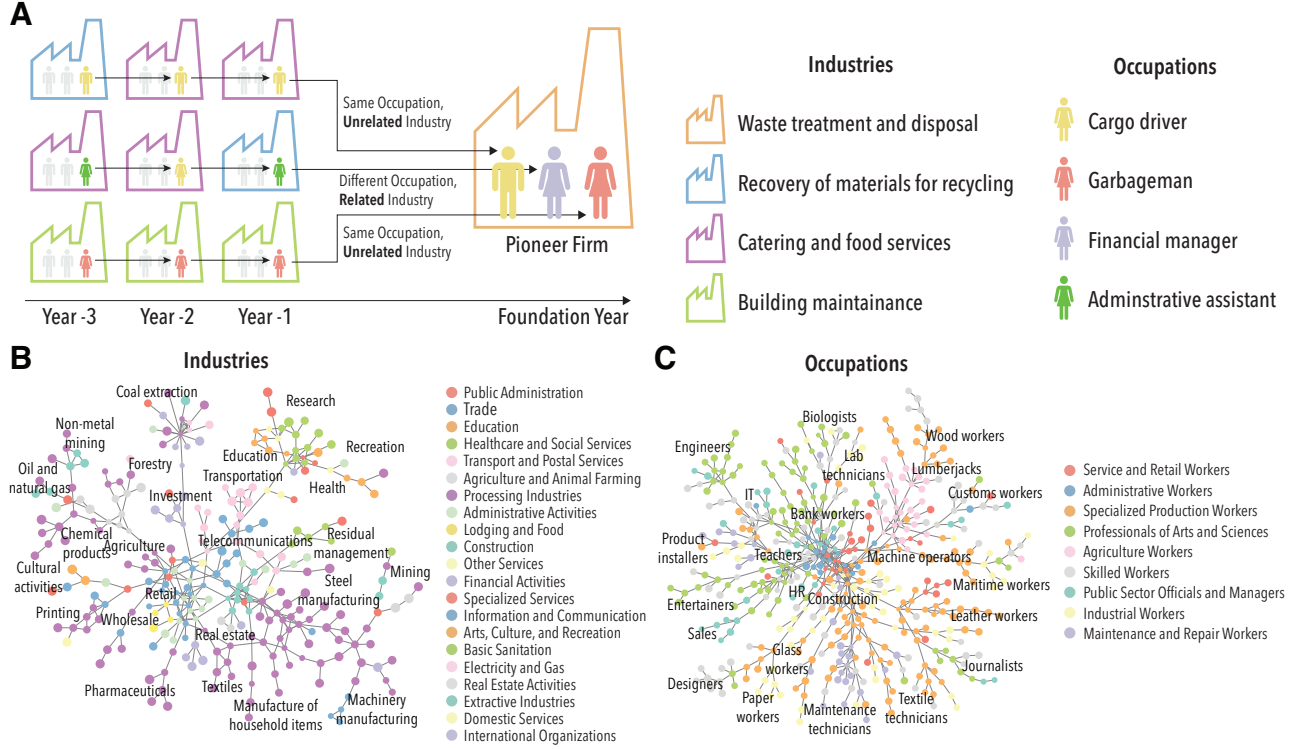 A
Same Occupation,
Unrelated Industry
Different Occupation,
Related Industry
Same Occupation,
Unrelated Industry
Pioneer Firm
Year -3
Year -2
Year -1
Foundation Year
Industries
Waste treatment and disposal
Recovery of materials for recycling
Catering and food services
Building maintainance
Occupations
Cargo driver
Garbageman
Financial manager
Adminstrative assistant
B
Industries
Coal extraction
Research
Non-metal
mining
Recreation
Education
Forestry
Transportation
Oil and
natural gas
Health
Investment
Chemical
products
Telecommunications
Residual
management
Agriculture
Cultural
activities
Mining
Steel
manufacturing
Retail
Printing
Wholesale
Real estate
Pharmaceuticals
Textiles
Manufacture of
household items
Machinery
manufacturing
Public Administration
Trade
Education
Healthcare and Social Services
Transport and Postal Services
Agriculture and Animal Farming
Processing Industries
Administrative Activities
Lodging and Food
Construction
Other Services
Financial Activities
Specialized Services
Information and Communication
Arts, Culture, and Recreation
Basic Sanitation
Electricity and Gas
Real Estate Activities
Extractive Industries
Domestic Services
International Organizations
C
Occupations
Biologists
Wood workers
Engineers
Lab
technicians
Lumberjacks
IT
Customs workers
Bank workers
Product
installers
Teachers
Machine operators
Maritime workers
HR
Construction
Entertainers
Leather workers
Sales
Glass
workers
Journalists
Designers
Paper
workers
Maintenance
technicians
Textile
technicians
Service and Retail Workers
Administrative Workers
Specialized Production Workers
Professionals of Arts and Sciences
Agriculture Workers
Skilled Workers
Public Sector Officials and Managers
Industrial Workers
Maintenance and Repair Workers